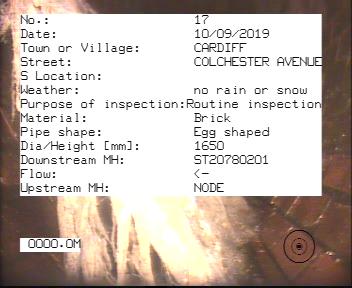 No.: 17
Date: 10/09/2019
Town or Village: CARDIFF
Street: COLCHESTER AVENUE
S Location:
Weather: no rain or snow
Purpose of inspection:Routine inspection
Material: Brick
Pipe shape: Egg shaped
Dia/Height [mm]: 1650
Downstream MH: ST20780201
Flow: <-
Upstream MH: NODE
0000.0M